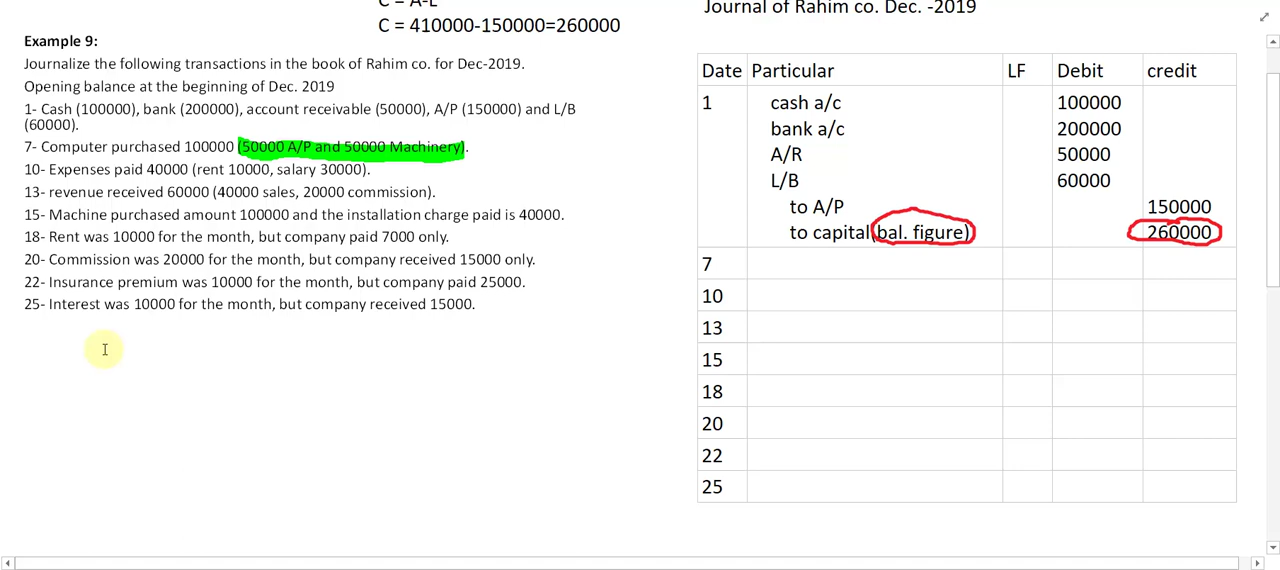 C = A-L
C = 410000-150000=260000
Example 9:
Journalize the following transactions in the book of Rahim co. for Dec-2019.
Opening balance at the beginning of Dec. 2019
1- Cash (100000), bank (200000), account receivable (50000), A/P (150000) and L/B
(60000).
7- Computer purchased 100000 (50000 A/P and 50000 Machinery).
10- Expenses paid 40000 (rent 10000, salary 30000).
13- revenue received 60000 (40000 sales, 20000 commission).
15- Machine purchased amount 100000 and the installation charge paid is 40000.
18- Rent was 10000 for the month, but company paid 7000 only.
20- Commission was 20000 for the month, but company received 15000 only.
22- Insurance premium was 10000 for the month, but company paid 25000.
25- Interest was 10000 for the month, but company received 15000.
Journal of Rahim co. Dec. -2019
Date Particular LF Debit credit
1 cash a/c 100000
bank a/c 200000
A/R 50000
L/B 60000
to A/P 150000
to capital(bal. figure) 260000
7
10
13
15
18
20
22
25